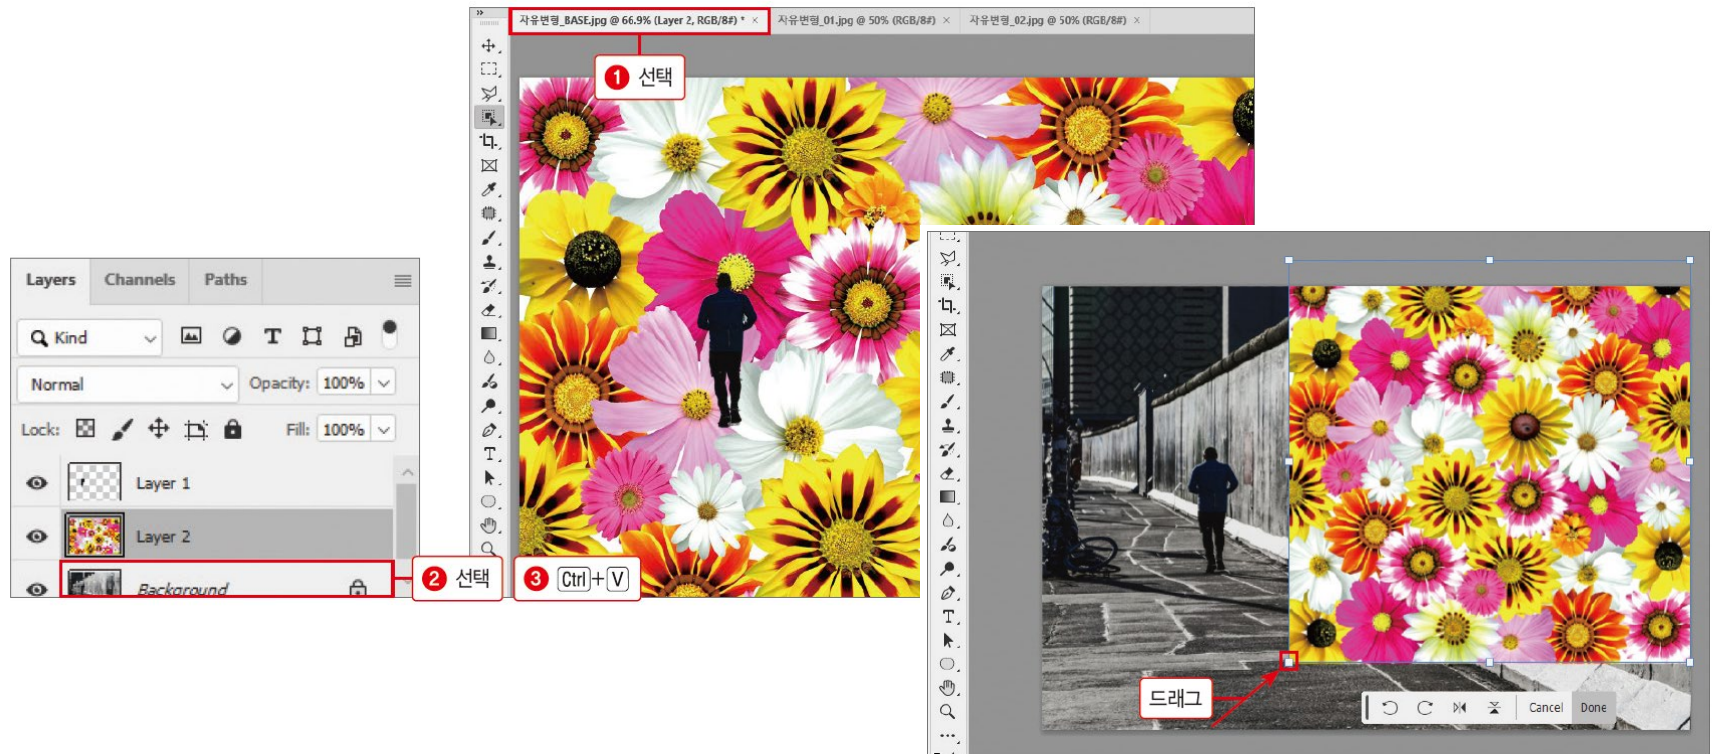 자유변형_BASE.jpg @ 66.9% (Layer 2, RGB/8#) * × 자유변형_01.jpg @ 50% (RGB/8#) × 자유변형_02.jpg @ 50% (RGB/8#) ×
1 선택
Layers Channels Paths
Kind
Normal Opacity: 100%
Lock: Fill: 100%
Layer 1
Layer 2
Background
2 선택
3 Ctrl+V
드래그
Cancel Done